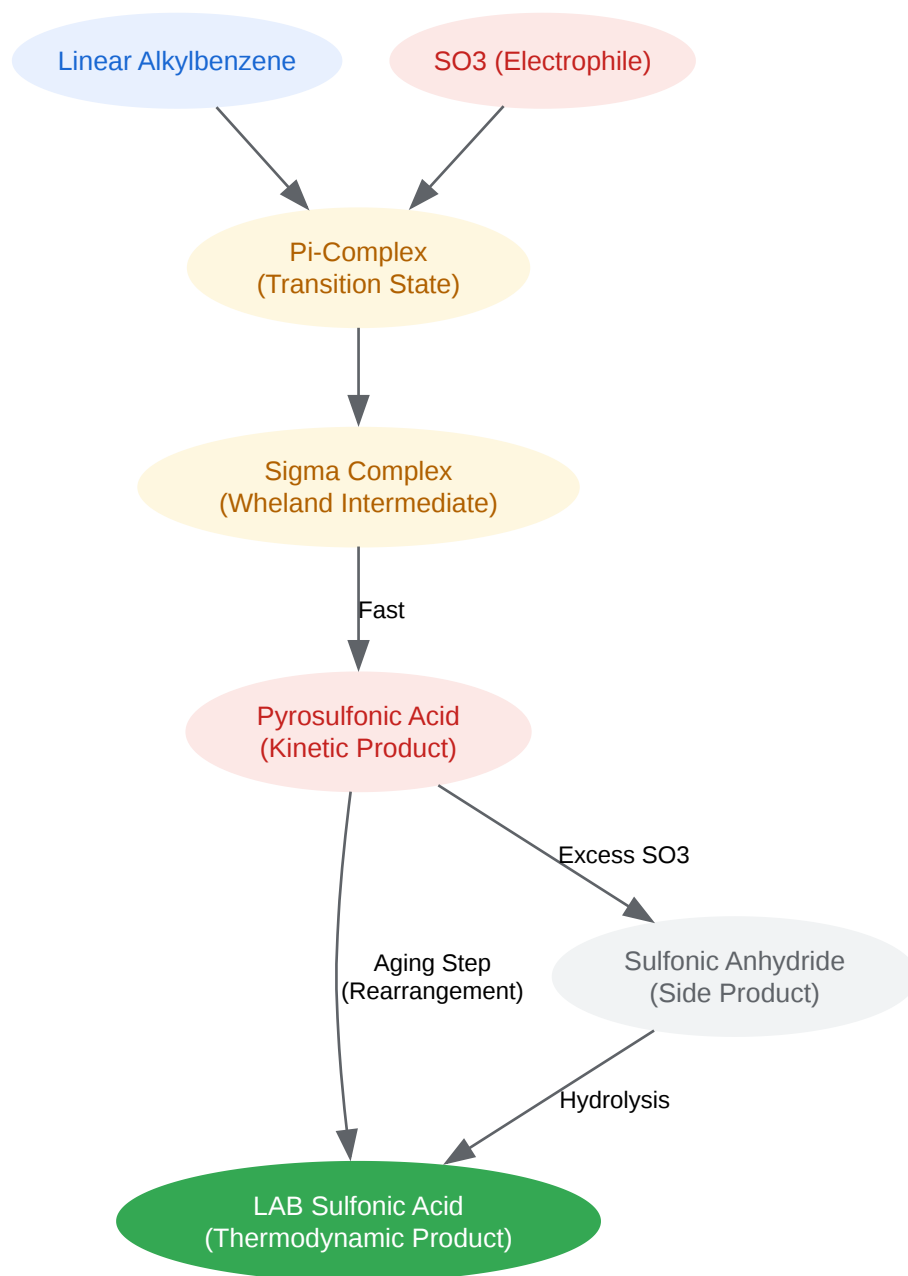 Linear Alkylbenzene
SO3 (Electrophile)
Pi-Complex
(Transition State)
Sigma Complex
(Wheland Intermediate)
Fast
Pyrosulfonic Acid
(Kinetic Product)
Excess SO3
Aging Step
(Rearrangement)
Sulfonic Anhydride
(Side Product)
Hydrolysis
LAB Sulfonic Acid
(Thermodynamic Product)